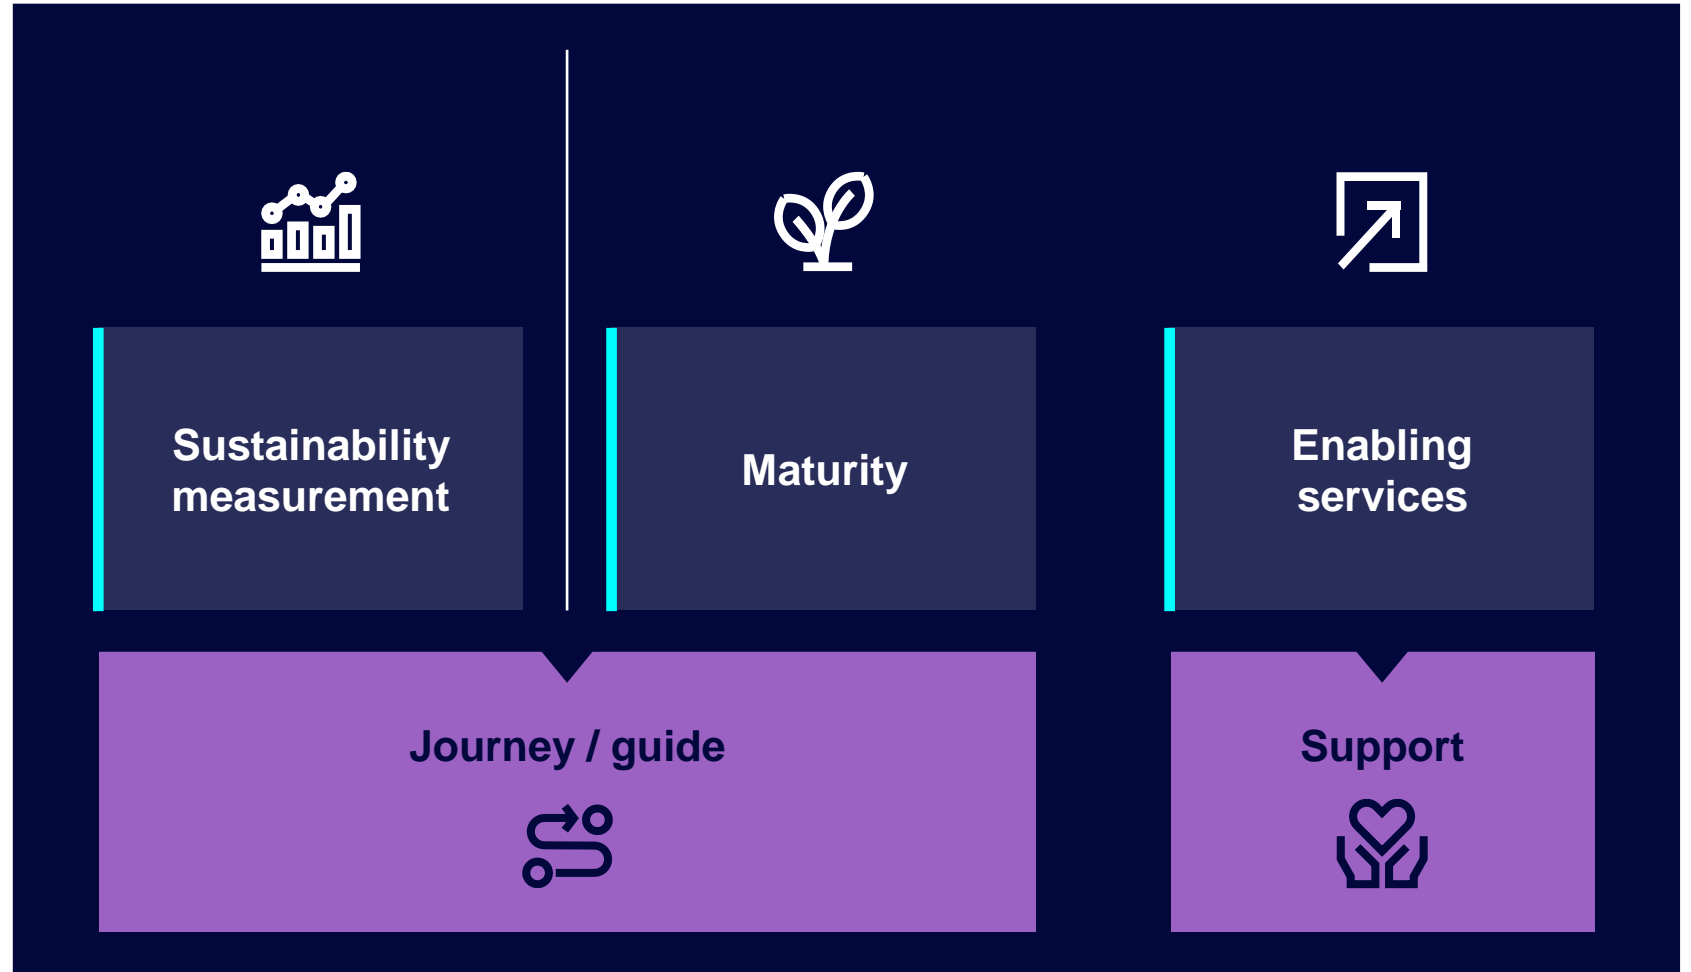 Sustainability
measurement
Maturity
Enabling
services
Journey / guide
Support